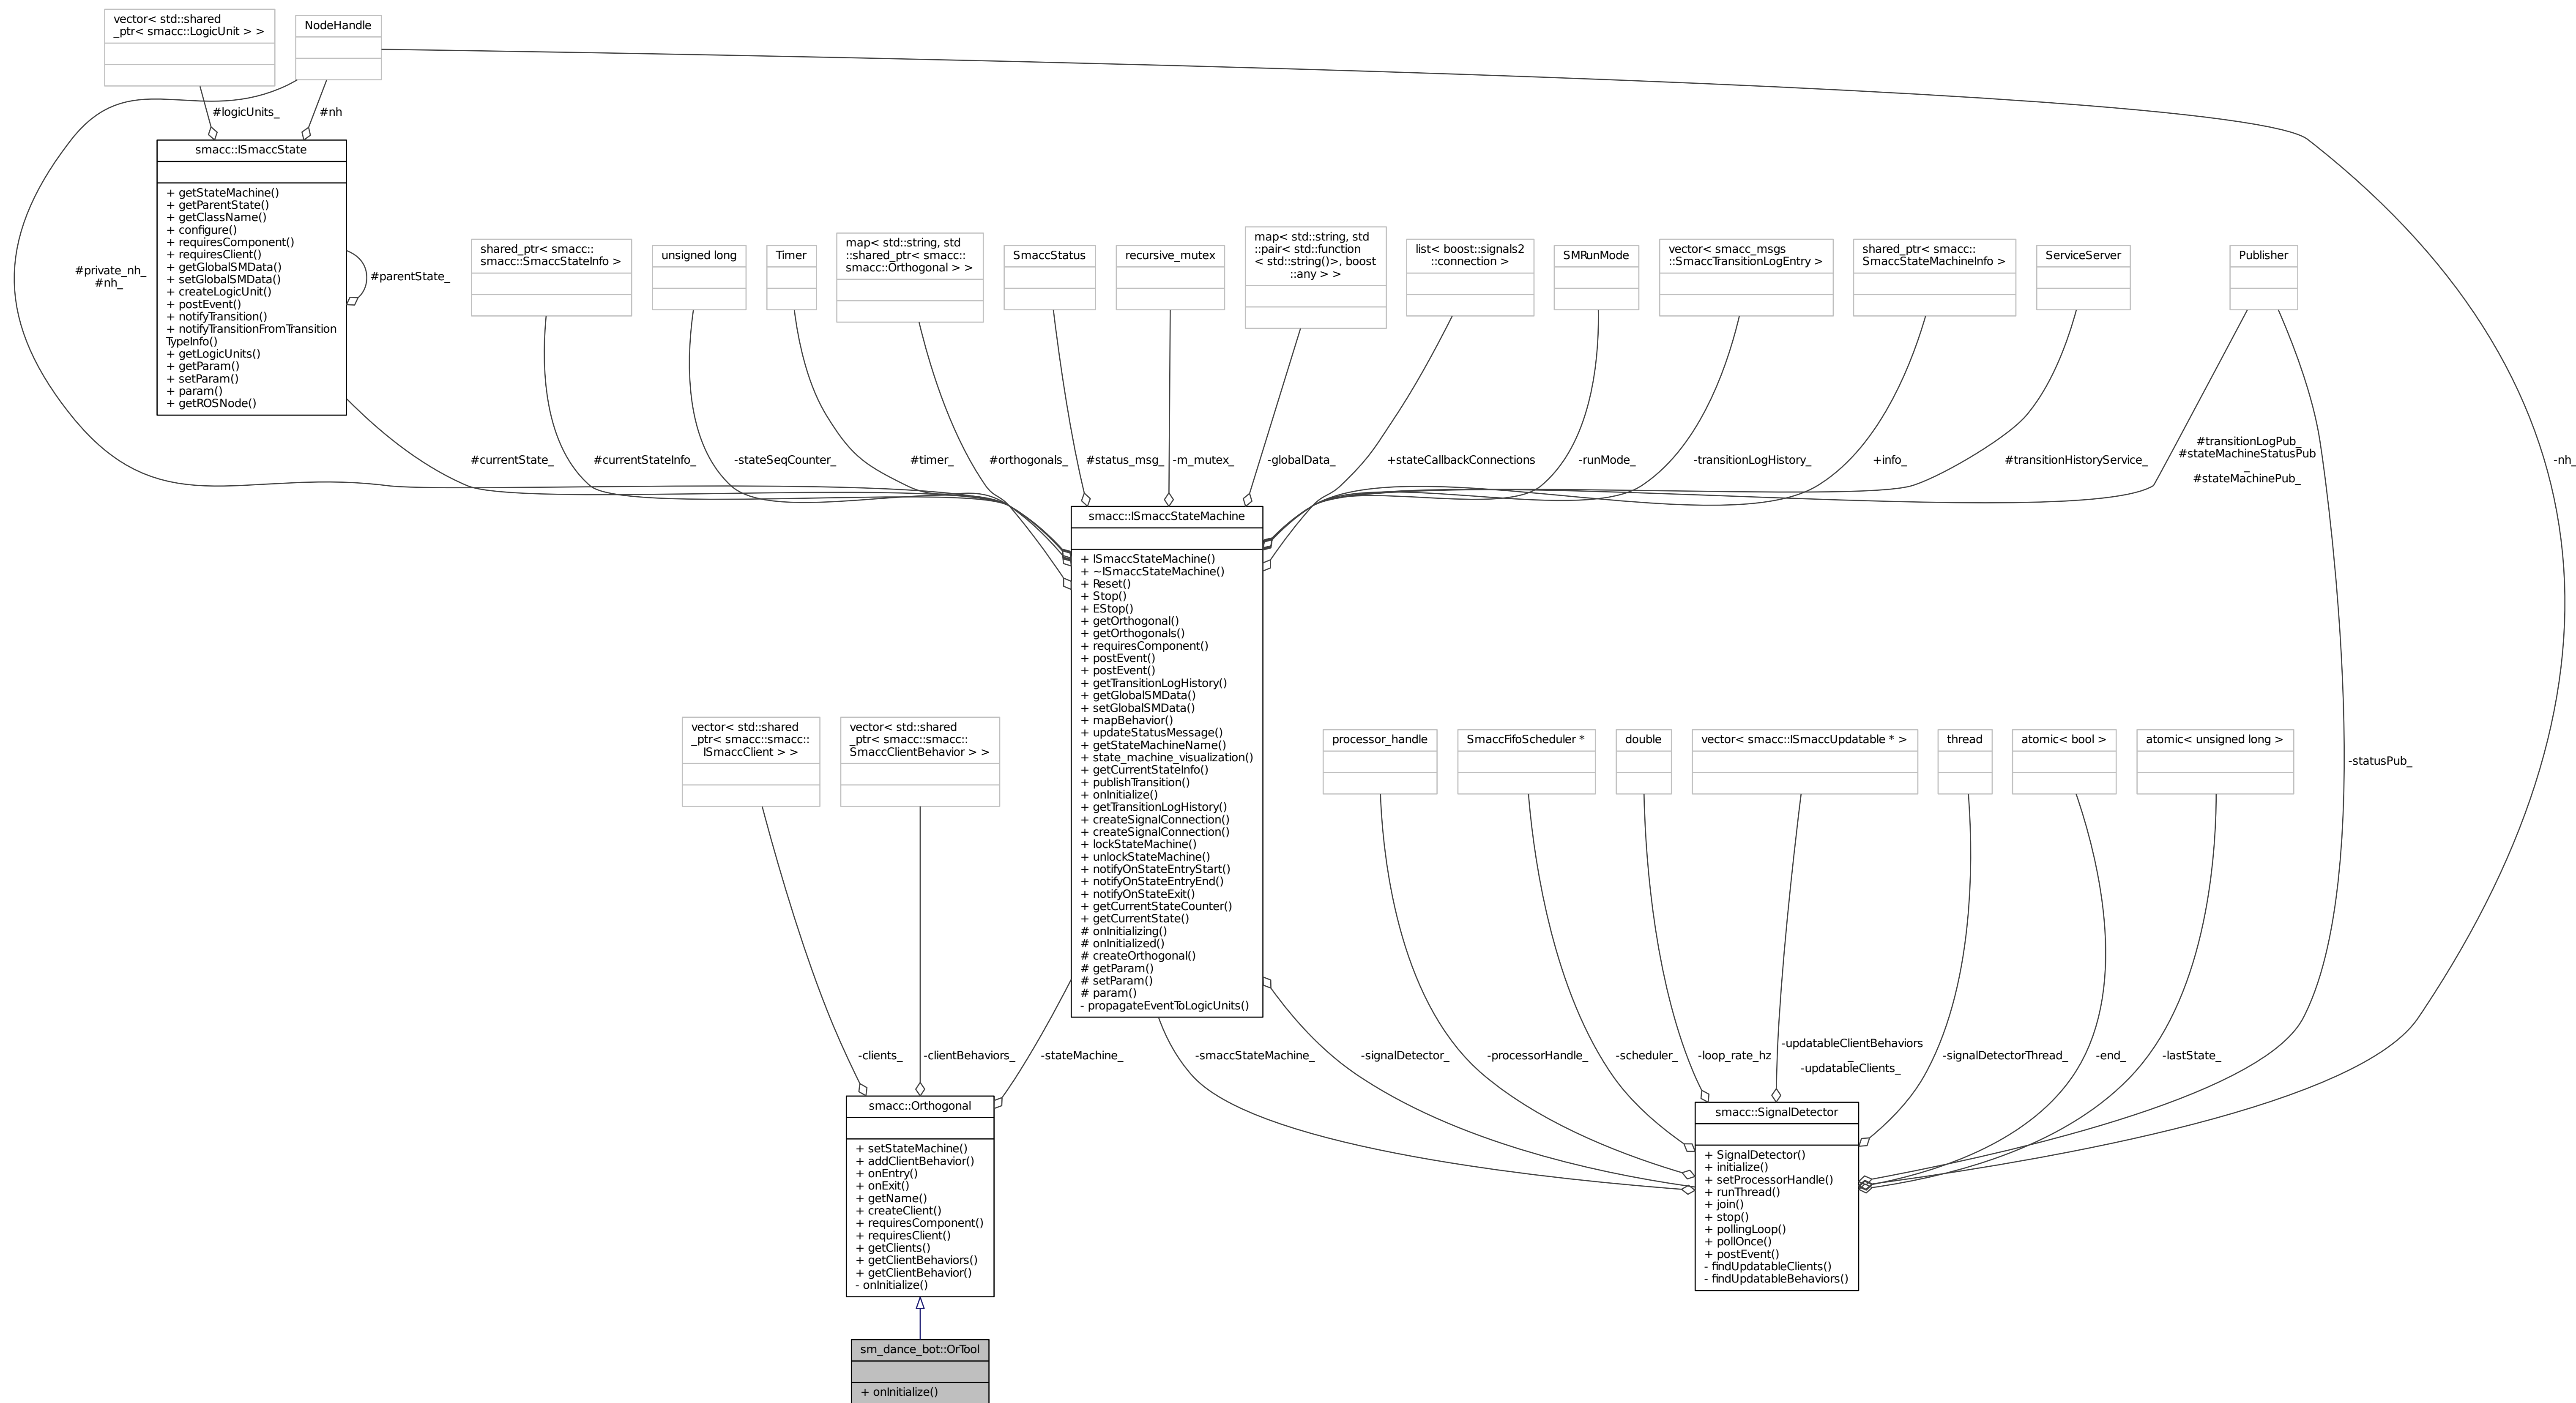 vector< std::shared
_ptr< smacc::LogicUnit > >
NodeHandle
#logicUnits_
#nh
smacc::ISmaccState
+ getStateMachine()
+ getParentState()
+ getClassName()
+ configure()
+ requiresComponent()
+ requiresClient()
+ getGlobalSMData()
+ setGlobalSMData()
+ createLogicUnit()
+ postEvent()
+ notifyTransition()
+ notifyTransitionFromTransition
TypeInfo()
+ getLogicUnits()
+ getParam()
+ setParam()
+ param()
+ getROSNode()
#private_nh_
#nh_
#parentState_
shared_ptr< smacc::
smacc::SmaccStateInfo >
unsigned long
Timer
map< std::string, std
::shared_ptr< smacc::
smacc::Orthogonal > >
SmaccStatus
recursive_mutex
map< std::string, std
::pair< std::function
< std::string()>, boost
::any > >
list< boost::signals2
::connection >
SMRunMode
vector< smacc_msgs
::SmaccTransitionLogEntry >
shared_ptr< smacc::
SmaccStateMachineInfo >
ServiceServer
Publisher
#currentState_
#currentStateInfo_
-stateSeqCounter_
#timer_
#orthogonals_
#status_msg_
-m_mutex_
-globalData_
+stateCallbackConnections
-runMode_
-transitionLogHistory_
+info_
#transitionHistoryService_
#transitionLogPub_
#stateMachineStatusPub
_
#stateMachinePub_
-nh_
smacc::ISmaccStateMachine
+ ISmaccStateMachine()
+ ~ISmaccStateMachine()
+ Reset()
+ Stop()
+ EStop()
+ getOrthogonal()
+ getOrthogonals()
+ requiresComponent()
+ postEvent()
+ postEvent()
+ getTransitionLogHistory()
+ getGlobalSMData()
+ setGlobalSMData()
+ mapBehavior()
+ updateStatusMessage()
+ getStateMachineName()
+ state_machine_visualization()
+ getCurrentStateInfo()
+ publishTransition()
+ onInitialize()
+ getTransitionLogHistory()
+ createSignalConnection()
+ createSignalConnection()
+ lockStateMachine()
+ unlockStateMachine()
+ notifyOnStateEntryStart()
+ notifyOnStateEntryEnd()
+ notifyOnStateExit()
+ getCurrentStateCounter()
+ getCurrentState()
# onInitializing()
# onInitialized()
# createOrthogonal()
# getParam()
# setParam()
# param()
- propagateEventToLogicUnits()
vector< std::shared
_ptr< smacc::smacc::
ISmaccClient > >
vector< std::shared
_ptr< smacc::smacc::
SmaccClientBehavior > >
processor_handle
SmaccFifoScheduler *
double
vector< smacc::ISmaccUpdatable * >
thread
atomic< bool >
atomic< unsigned long >
-statusPub_
-clients_
-clientBehaviors_
-stateMachine_
-smaccStateMachine_
-signalDetector_
-processorHandle_
-scheduler_
-loop_rate_hz
-updatableClientBehaviors
_
-updatableClients_
-signalDetectorThread_
-end_
-lastState_
smacc::Orthogonal
+ setStateMachine()
+ addClientBehavior()
+ onEntry()
+ onExit()
+ getName()
+ createClient()
+ requiresComponent()
+ requiresClient()
+ getClients()
+ getClientBehaviors()
+ getClientBehavior()
- onInitialize()
smacc::SignalDetector
+ SignalDetector()
+ initialize()
+ setProcessorHandle()
+ runThread()
+ join()
+ stop()
+ pollingLoop()
+ pollOnce()
+ postEvent()
- findUpdatableClients()
- findUpdatableBehaviors()
sm_dance_bot::OrTool
+ onInitialize()